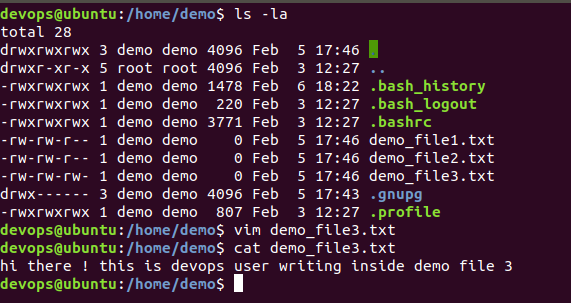 devops@ubuntu:/home/demo$ ls -la
total 28
drwxrwxrwx 3 demo demo 4096 Feb  5 17:46 .
drwxr-xr-x 5 root root 4096 Feb  3 12:27 ..
-rwxrwxrwx 1 demo demo 1478 Feb  6 18:22 .bash_history
-rwxrwxrwx 1 demo demo  220 Feb  3 12:27 .bash_logout
-rwxrwxrwx 1 demo demo 3771 Feb  3 12:27 .bashrc
-rw-rw-r-- 1 demo demo    0 Feb  5 17:46 demo_file1.txt
-rw-rw-r-- 1 demo demo    0 Feb  5 17:46 demo_file2.txt
-rw-rw-rw- 1 demo demo    0 Feb  5 17:46 demo_file3.txt
drwx------ 3 demo demo 4096 Feb  5 17:43 .gnupg
-rwxrwxrwx 1 demo demo  807 Feb  3 12:27 .profile
devops@ubuntu:/home/demo$ vim demo_file3.txt
devops@ubuntu:/home/demo$ cat demo_file3.txt
hi there ! this is devops user writing inside demo file 3
devops@ubuntu:/home/demo$